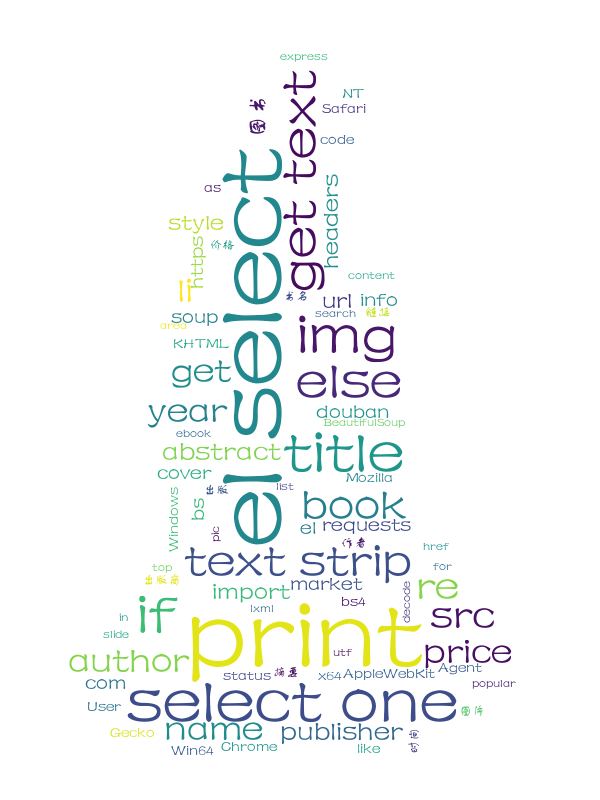 express
NT
图书
Safari
get text
code
as
el select
headers
style
https
价格
content
li
书名
url
info
soup
search
链接
area
img
KHTML
get
else
year
douban
BeautifulSoup
ebook
abstract
title
cover
Mozilla
Windows
bs
出版
list
book
pic
el
requests
作者
href
text strip
top
for
出版商
market
re
import
bs4
decode
lxml
if
print
src
in
slide
utf
author
price
status
摘要
x64
AppleWebKit
Agent
com
popular
select one
User
图片
name
publisher
Gecko
时间
Win64
Chrome
like